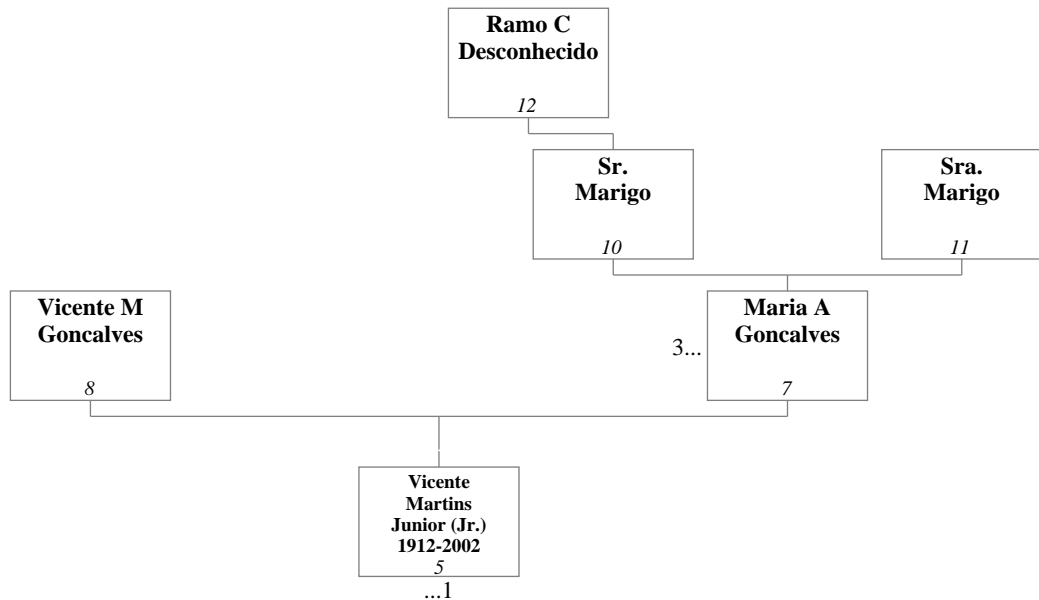 Ramo C
Desconhecido
12
Sr.
Marigo
10
Sra.
Marigo
11
Vicente M
Goncalves
8
3...
Maria A
Goncalves
7
Vicente
Martins
Junior (Jr.)
1912-2002
5
...1